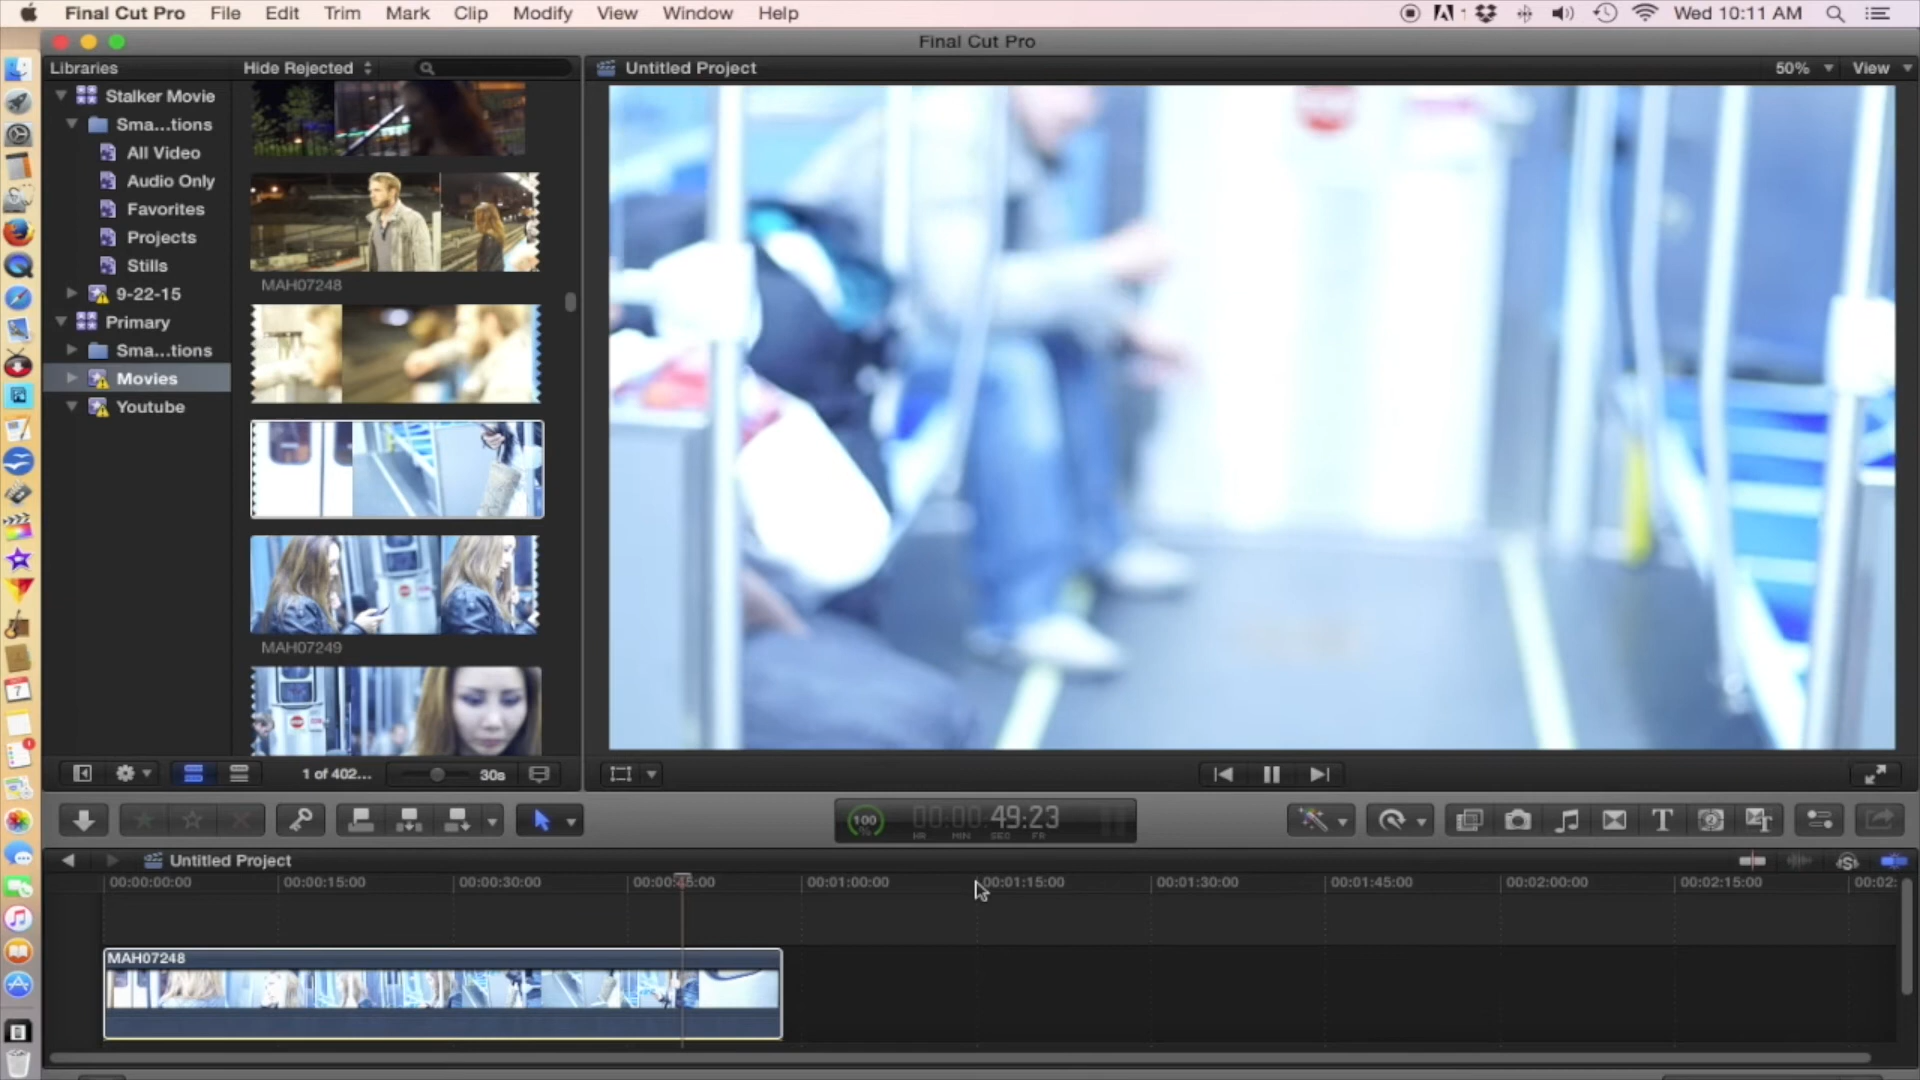 Final Cut Pro File Edit Trim Mark Clip Modify View Window Help
1
Wed 10:11 AM
Final Cut Pro
Libraries
Hide Rejected
Untitled Project
50%
View
Stalker Movie
Sma...tions
All Video
Audio Only
Favorites
Projects
Stills
9-22-15
Primary
Sma...tions
Movies
Youtube
MAH07248
MAH07249
1 of 402...
30s
100
%
00:00:49:23
HR MIN SEC FR
T
Untitled Project
00:00:00:00 00:00:15:00 00:00:30:00 00:00:45:00 00:01:00:00 00:01:15:00 00:01:30:00 00:01:45:00 00:02:00:00 00:02:15:00 00:02:
MAH07248
7